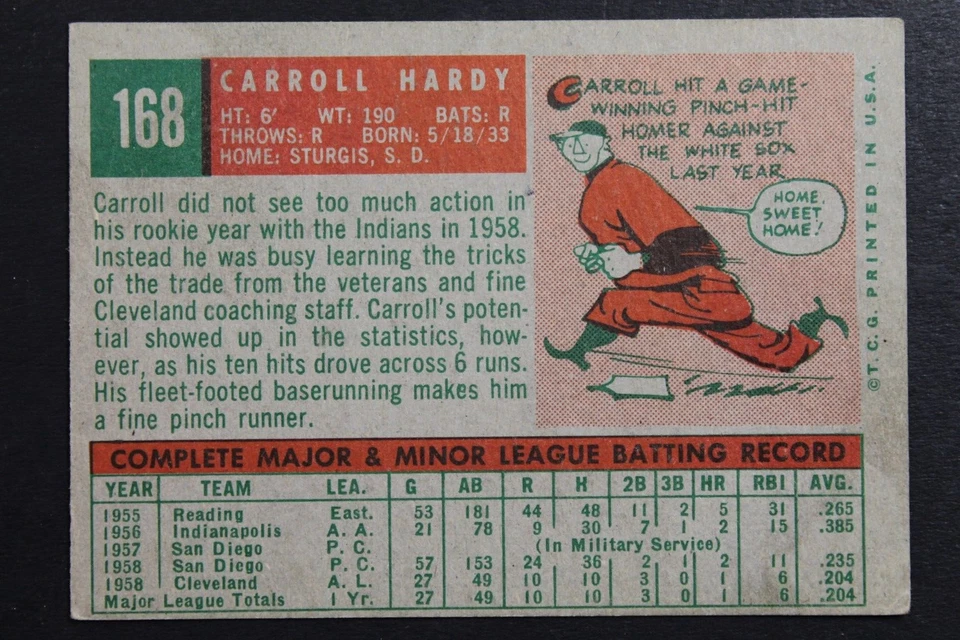 168
CARROLL HARDY
HT: 6' WT: 190 BATS: R
THROWS: R BORN: 5/18/33
HOME: STURGIS, S. D.
CARROLL HIT A GAME-
WINNING PINCH-HIT
HOMER AGAINST
THE WHITE SOX
LAST YEAR
HOME,
SWEET
HOME!
©T. C. G. PRINTED IN U.S.A.
Carroll did not see too much action in
his rookie year with the Indians in 1958.
Instead he was busy learning the tricks
of the trade from the veterans and fine
Cleveland coaching staff. Carroll's poten-
tial showed up in the statistics, how-
ever, as his ten hits drove across 6 runs.
His fleet-footed baserunning makes him
a fine pinch runner.
COMPLETE MAJOR & MINOR LEAGUE BATTING RECORD
YEAR TEAM LEA. G AB R H 2B 3B HR RBI AVG.
1955 Reading East. 53 181 44 48 11 2 5 31 .265
1956 Indianapolis A. A. 21 78 9 30 7 1 2 15 .385
1957 San Diego P. C. (In Military Service)
1958 San Diego P. C. 57 153 24 36 2 1 2 11 .235
1958 Cleveland A. L. 27 49 10 10 3 0 1 6 .204
Major League Totals 1 Yr. 27 49 10 10 3 0 1 6 .204